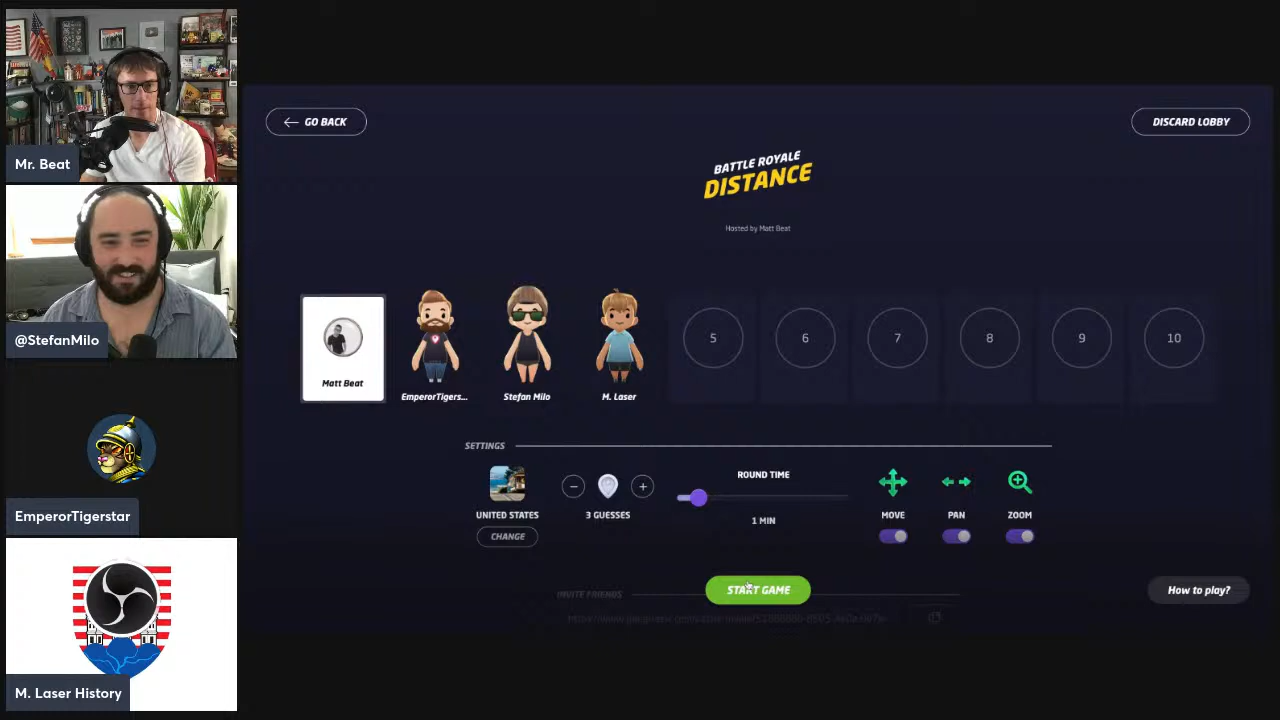 Mr. Beat
@StefanMilo
EmperorTigerstar
M. Laser History
GO BACK
DISCARD LOBBY
BATTLE ROYALE
DISTANCE
Hosted by Matt Beat
Matt Beat
EmperorTigers...
Stefan Milo
M. Laser
5
6
7
8
9
10
SETTINGS
UNITED STATES
CHANGE
3 GUESSES
ROUND TIME
1 MIN
MOVE
PAN
ZOOM
START GAME
INVITE FRIENDS
How to play?